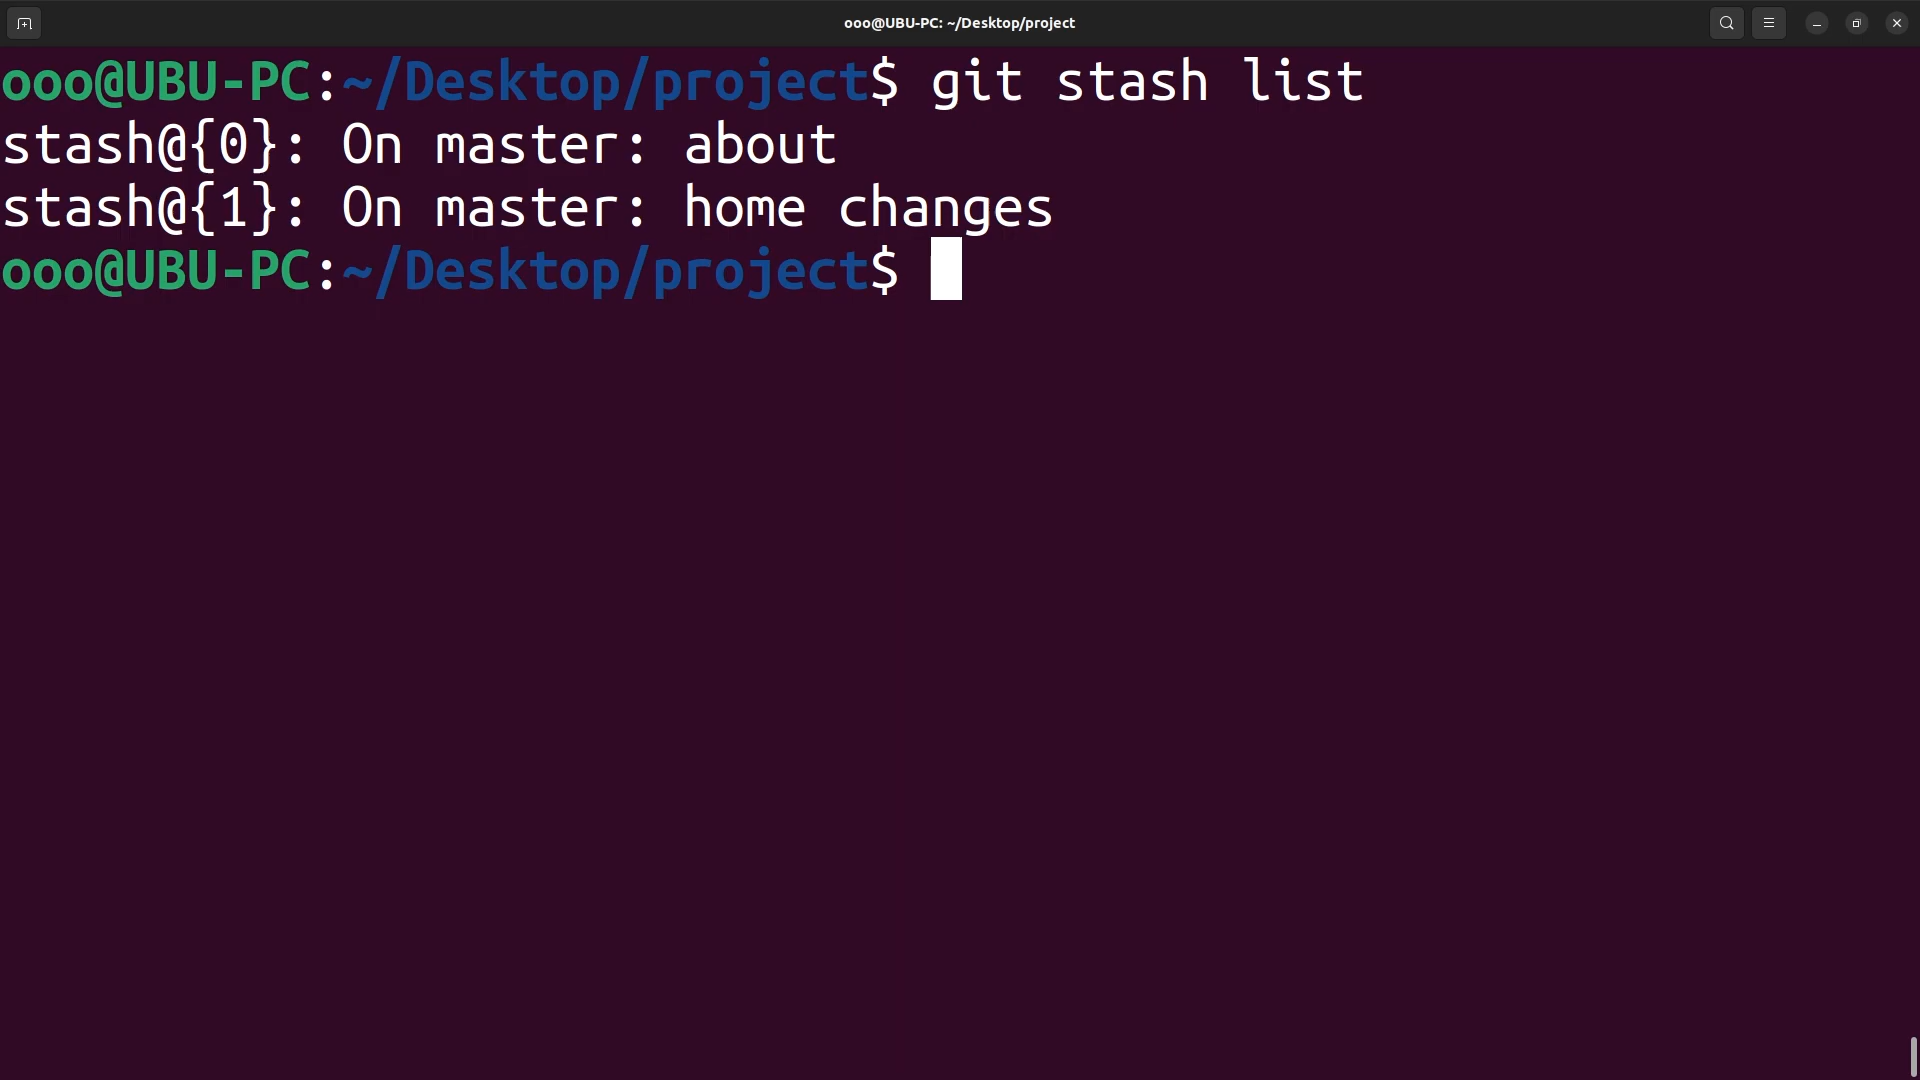 ooo@UBU-PC: ~/Desktop/project
ooo@UBU-PC:~/Desktop/project$ git stash list
stash@{0}: On master: about
stash@{1}: On master: home changes
ooo@UBU-PC:~/Desktop/project$